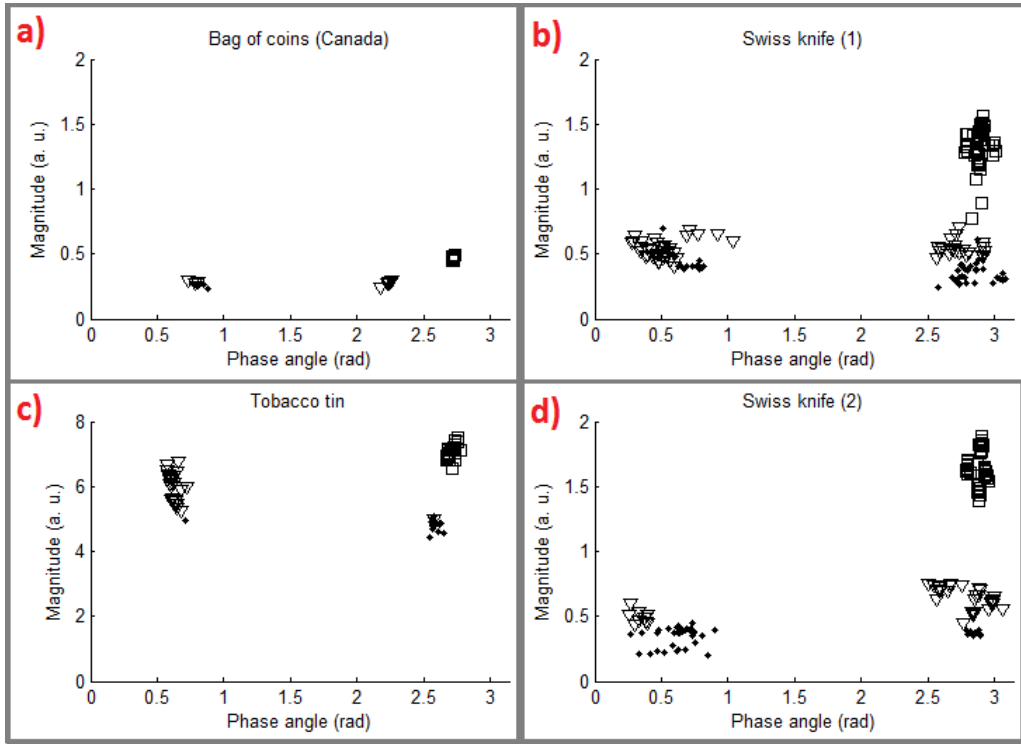 a)
Bag of coins (Canada)
2
1.5
1
0.5
0
Magnitude (a. u.)
0 0.5 1 1.5 2 2.5 3
Phase angle (rad)
b)
Swiss knife (1)
2
1.5
1
0.5
0
Magnitude (a. u.)
0 0.5 1 1.5 2 2.5 3
Phase angle (rad)
c)
Tobacco tin
8
6
4
2
0
Magnitude (a. u.)
0 0.5 1 1.5 2 2.5 3
Phase angle (rad)
d)
Swiss knife (2)
2
1.5
1
0.5
0
Magnitude (a. u.)
0 0.5 1 1.5 2 2.5 3
Phase angle (rad)